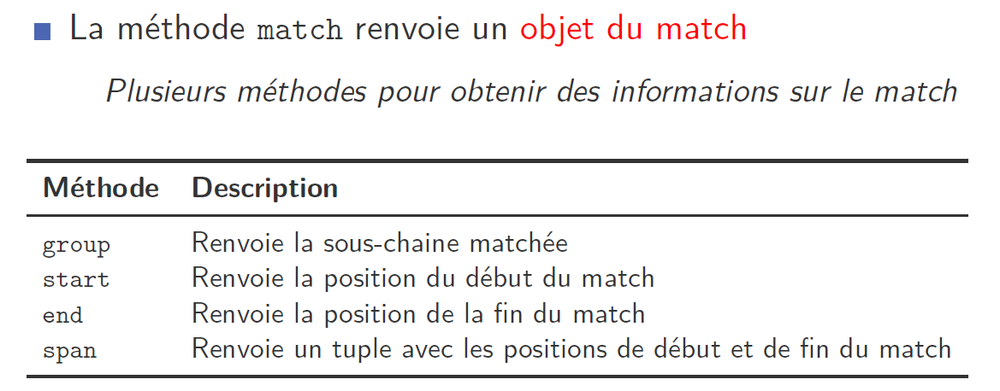 La méthode match renvoie un objet du match
Plusieurs méthodes pour obtenir des informations sur le match
Méthode Description
group Renvoie la sous-chaine matchée
start Renvoie la position du début du match
end Renvoie la position de la fin du match
span Renvoie un tuple avec les positions de début et de fin du match